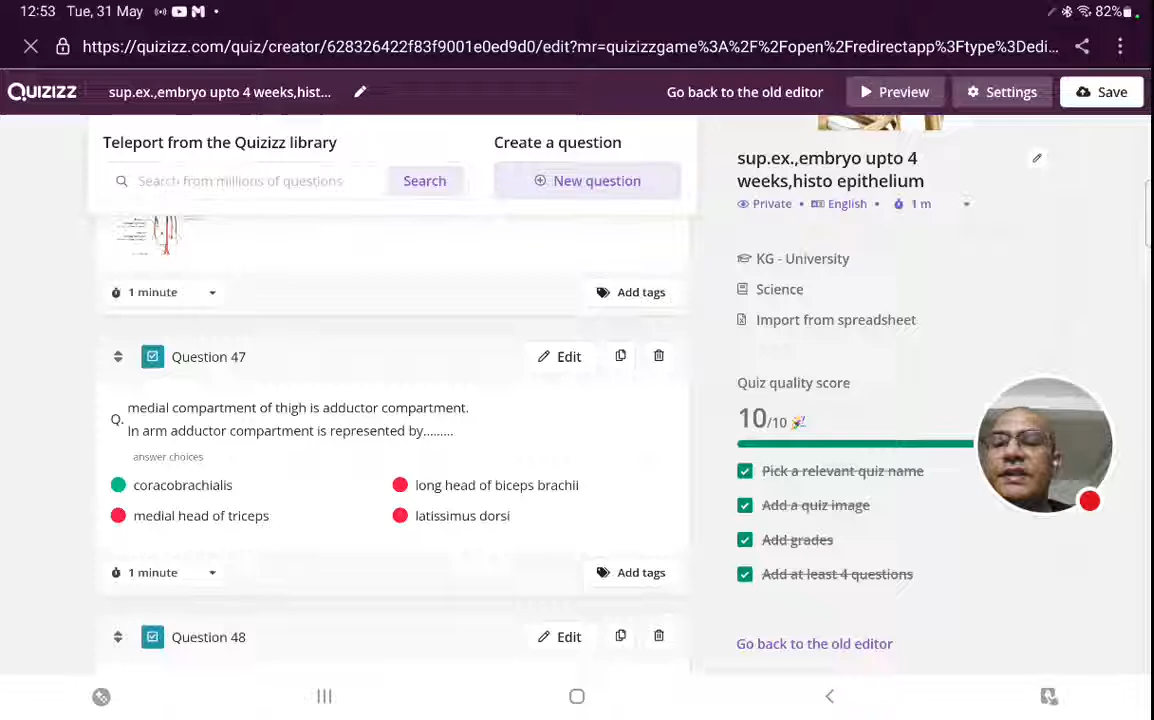 12:53 Tue, 31 May
82%
https://quizizz.com/quiz/creator/628326422f83f9001e0ed9d0/edit?mr=quizizzgame%3A%2F%2Fopen%2Fredirectapp%3Ftype%3Dedi...
QUIZIZZ
sup.ex.,embryo upto 4 weeks,hist...
Go back to the old editor
Preview
Settings
Save
Teleport from the Quizizz library
Create a question
Search from millions of questions
Search
New question
1 minute
Add tags
Question 47
Edit
Q. medial compartment of thigh is adductor compartment.
In arm adductor compartment is represented by.........
answer choices
coracobrachialis
long head of biceps brachii
medial head of triceps
latissimus dorsi
1 minute
Add tags
Question 48
Edit
sup.ex.,embryo upto 4
weeks,histo epithelium
Private • English • 1 m
KG - University
Science
Import from spreadsheet
Quiz quality score
10/10
Pick a relevant quiz name
Add a quiz image
Add grades
Add at least 4 questions
Go back to the old editor